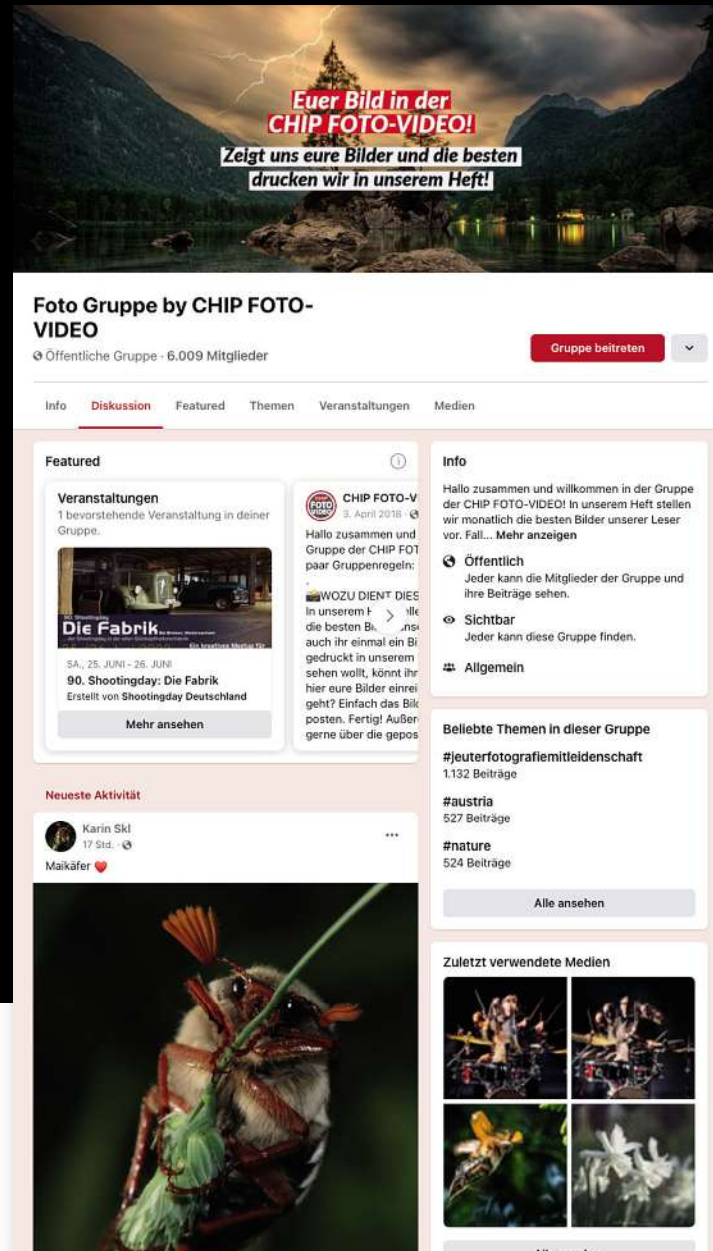 Euer Bild in der
CHIP FOTO-VIDEO!
Zeigt uns eure Bilder und die besten
drucken wir in unserem Heft!
Foto Gruppe by CHIP FOTO-
VIDEO
Öffentliche Gruppe · 6.009 Mitglieder
Gruppe beitreten
Info
Diskussion
Featured
Themen
Veranstaltungen
Medien
Featured
Veranstaltungen
1 bevorstehende Veranstaltung in deiner
Gruppe.
90. Shootingday
Die Fabrik
SA., 25. JUNI - 26. JUNI
90. Shootingday: Die Fabrik
Erstellt von Shootingday Deutschland
Mehr ansehen
CHIP
FOTO
VIDEO
CHIP FOTO-V
3. April 2018 ·
Hallo zusammen und
Gruppe der CHIP FOT
paar Gruppenregeln:
.
WOZU DIENT DIES
In unserem
die besten
auch ihr einmal ein Bi
gedruckt in unserem
sehen wollt, könnt ihr
hier eure Bilder einrei
geht? Einfach das Bild
posten. Fertig! Außer
gerne über die gepos
Neueste Aktivität
Karin Skl
17 Std. ·
Maikäfer ❤️
Info
Hallo zusammen und willkommen in der Gruppe
der CHIP FOTO-VIDEO! In unserem Heft stellen
wir monatlich die besten Bilder unserer Leser
vor. Fall... Mehr anzeigen
Öffentlich
Jeder kann die Mitglieder der Gruppe und
ihre Beiträge sehen.
Sichtbar
Jeder kann diese Gruppe finden.
Allgemein
Beliebte Themen in dieser Gruppe
#jeuterfotografiemitleidenschaft
1.132 Beiträge
#austria
527 Beiträge
#nature
524 Beiträge
Alle ansehen
Zuletzt verwendete Medien